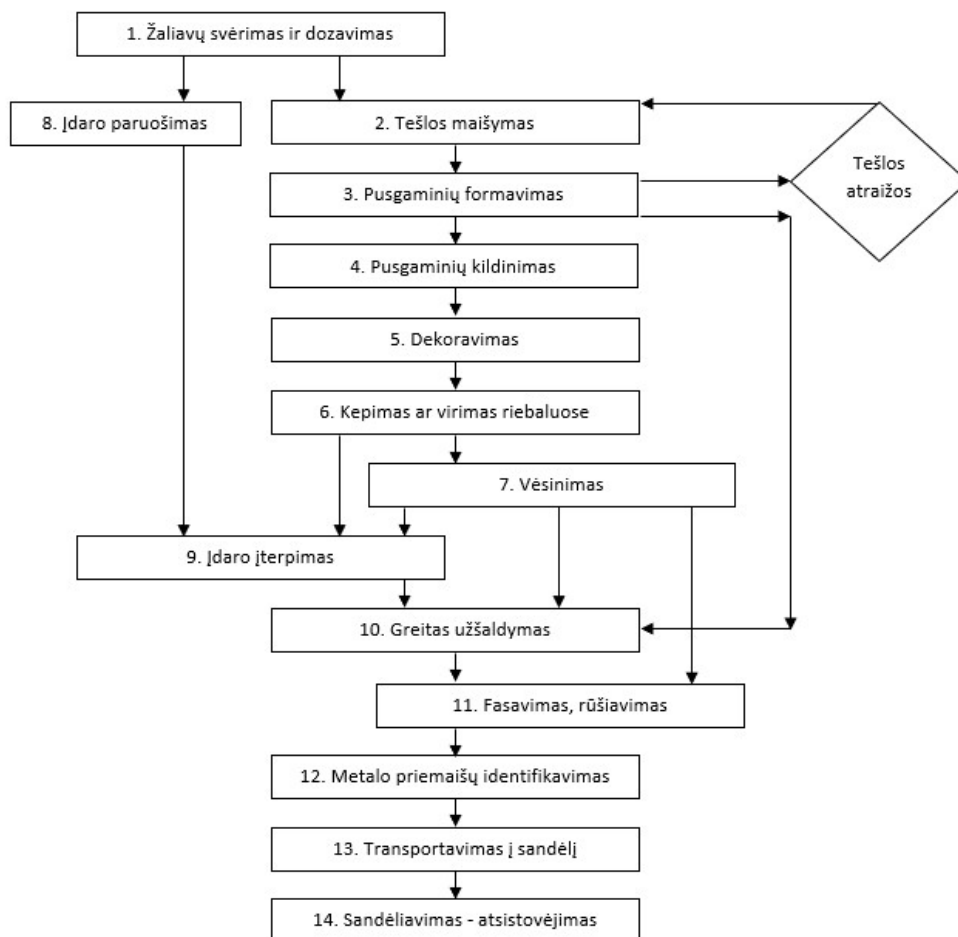 1. Žaliavų svėrimas ir dozavimas
8. Įdaro paruošimas
2. Tešlos maišymas
Tešlos
atraižos
3. Pusgaminių formavimas
4. Pusgaminių kildinimas
5. Dekoravimas
6. Kepimas ar virimas riebaluose
7. Vėsinimas
9. Įdaro įterpimas
10. Greitas užšaldymas
11. Fasavimas, rūšiavimas
12. Metalo priemaišų identifikavimas
13. Transportavimas į sandėlį
14. Sandėliavimas - atsistovėjimas